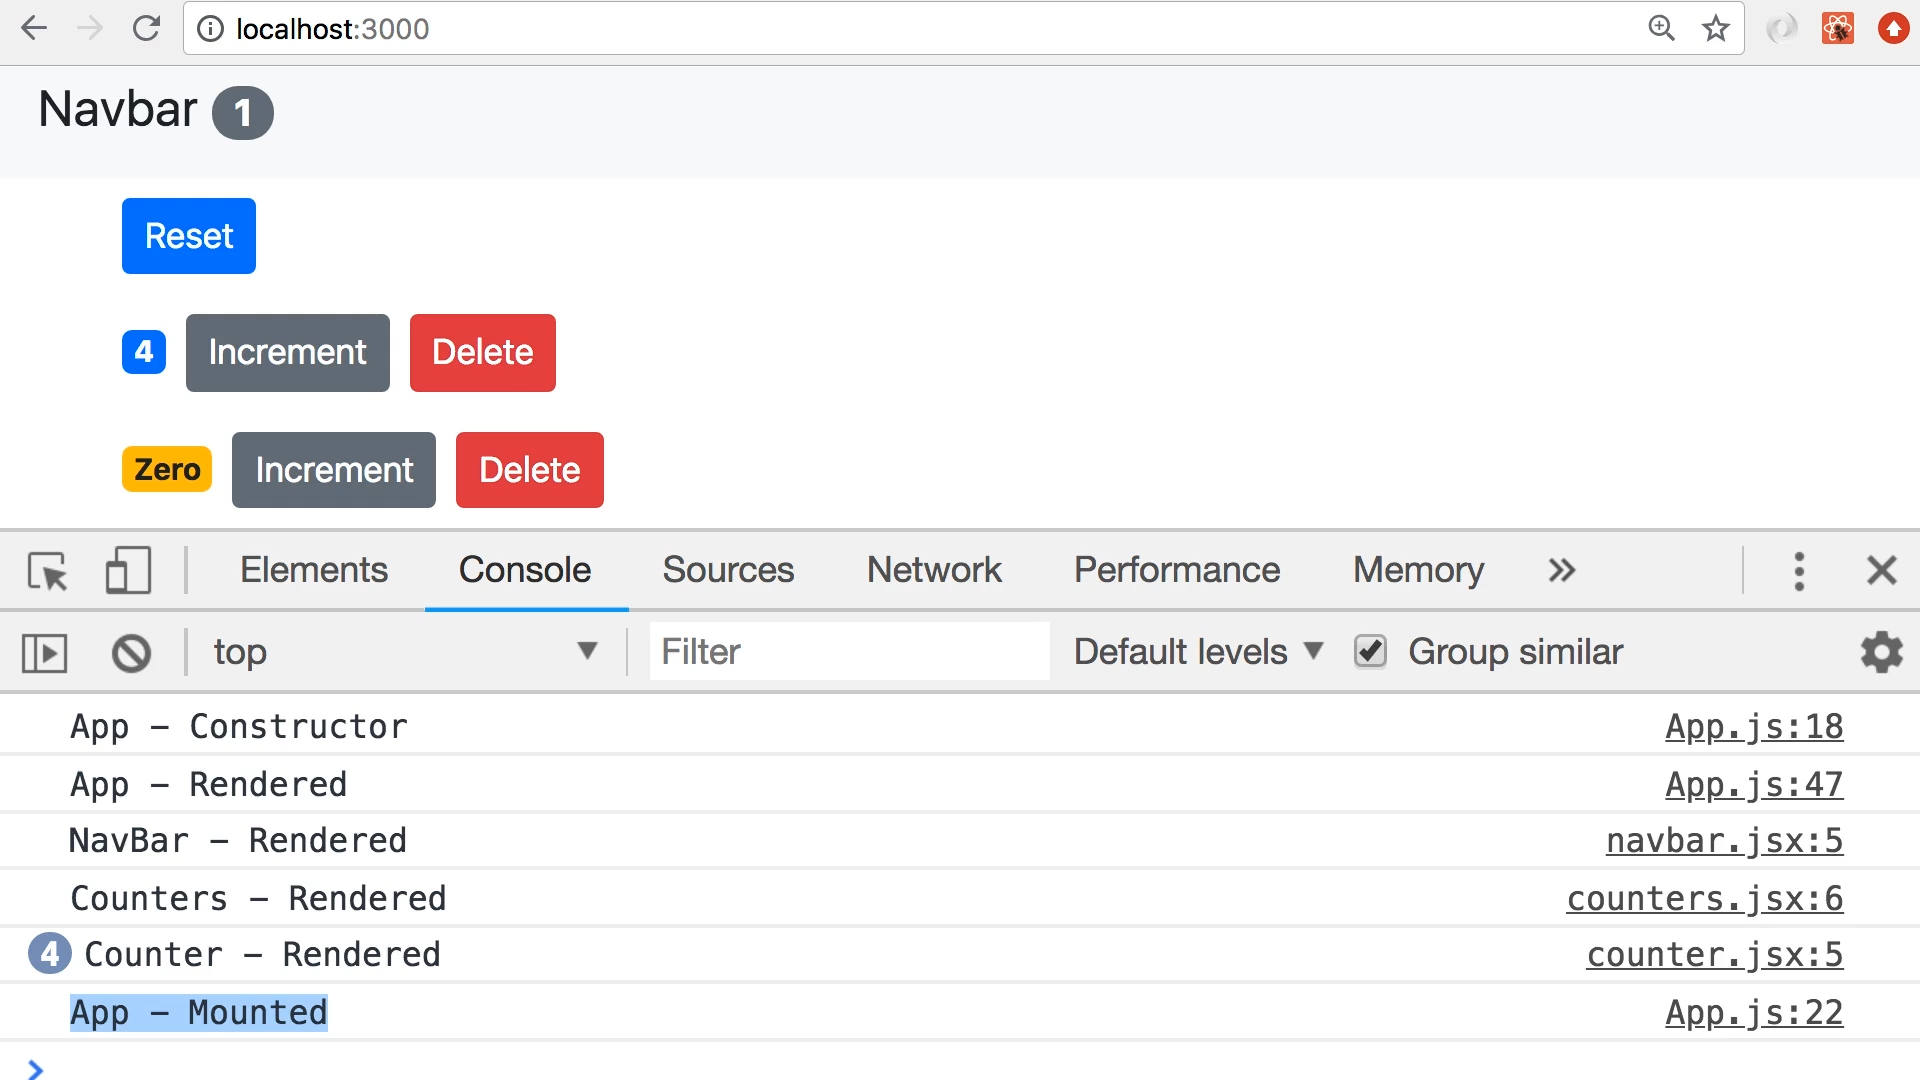 localhost:3000
Navbar 1
Reset
4 Increment Delete
Zero Increment Delete
Elements Console Sources Network Performance Memory »
top ▼ Filter Default levels ▼ Group similar
App – Constructor App.js:18
App – Rendered App.js:47
NavBar – Rendered navbar.jsx:5
Counters – Rendered counters.jsx:6
4 Counter – Rendered counter.jsx:5
App – Mounted App.js:22